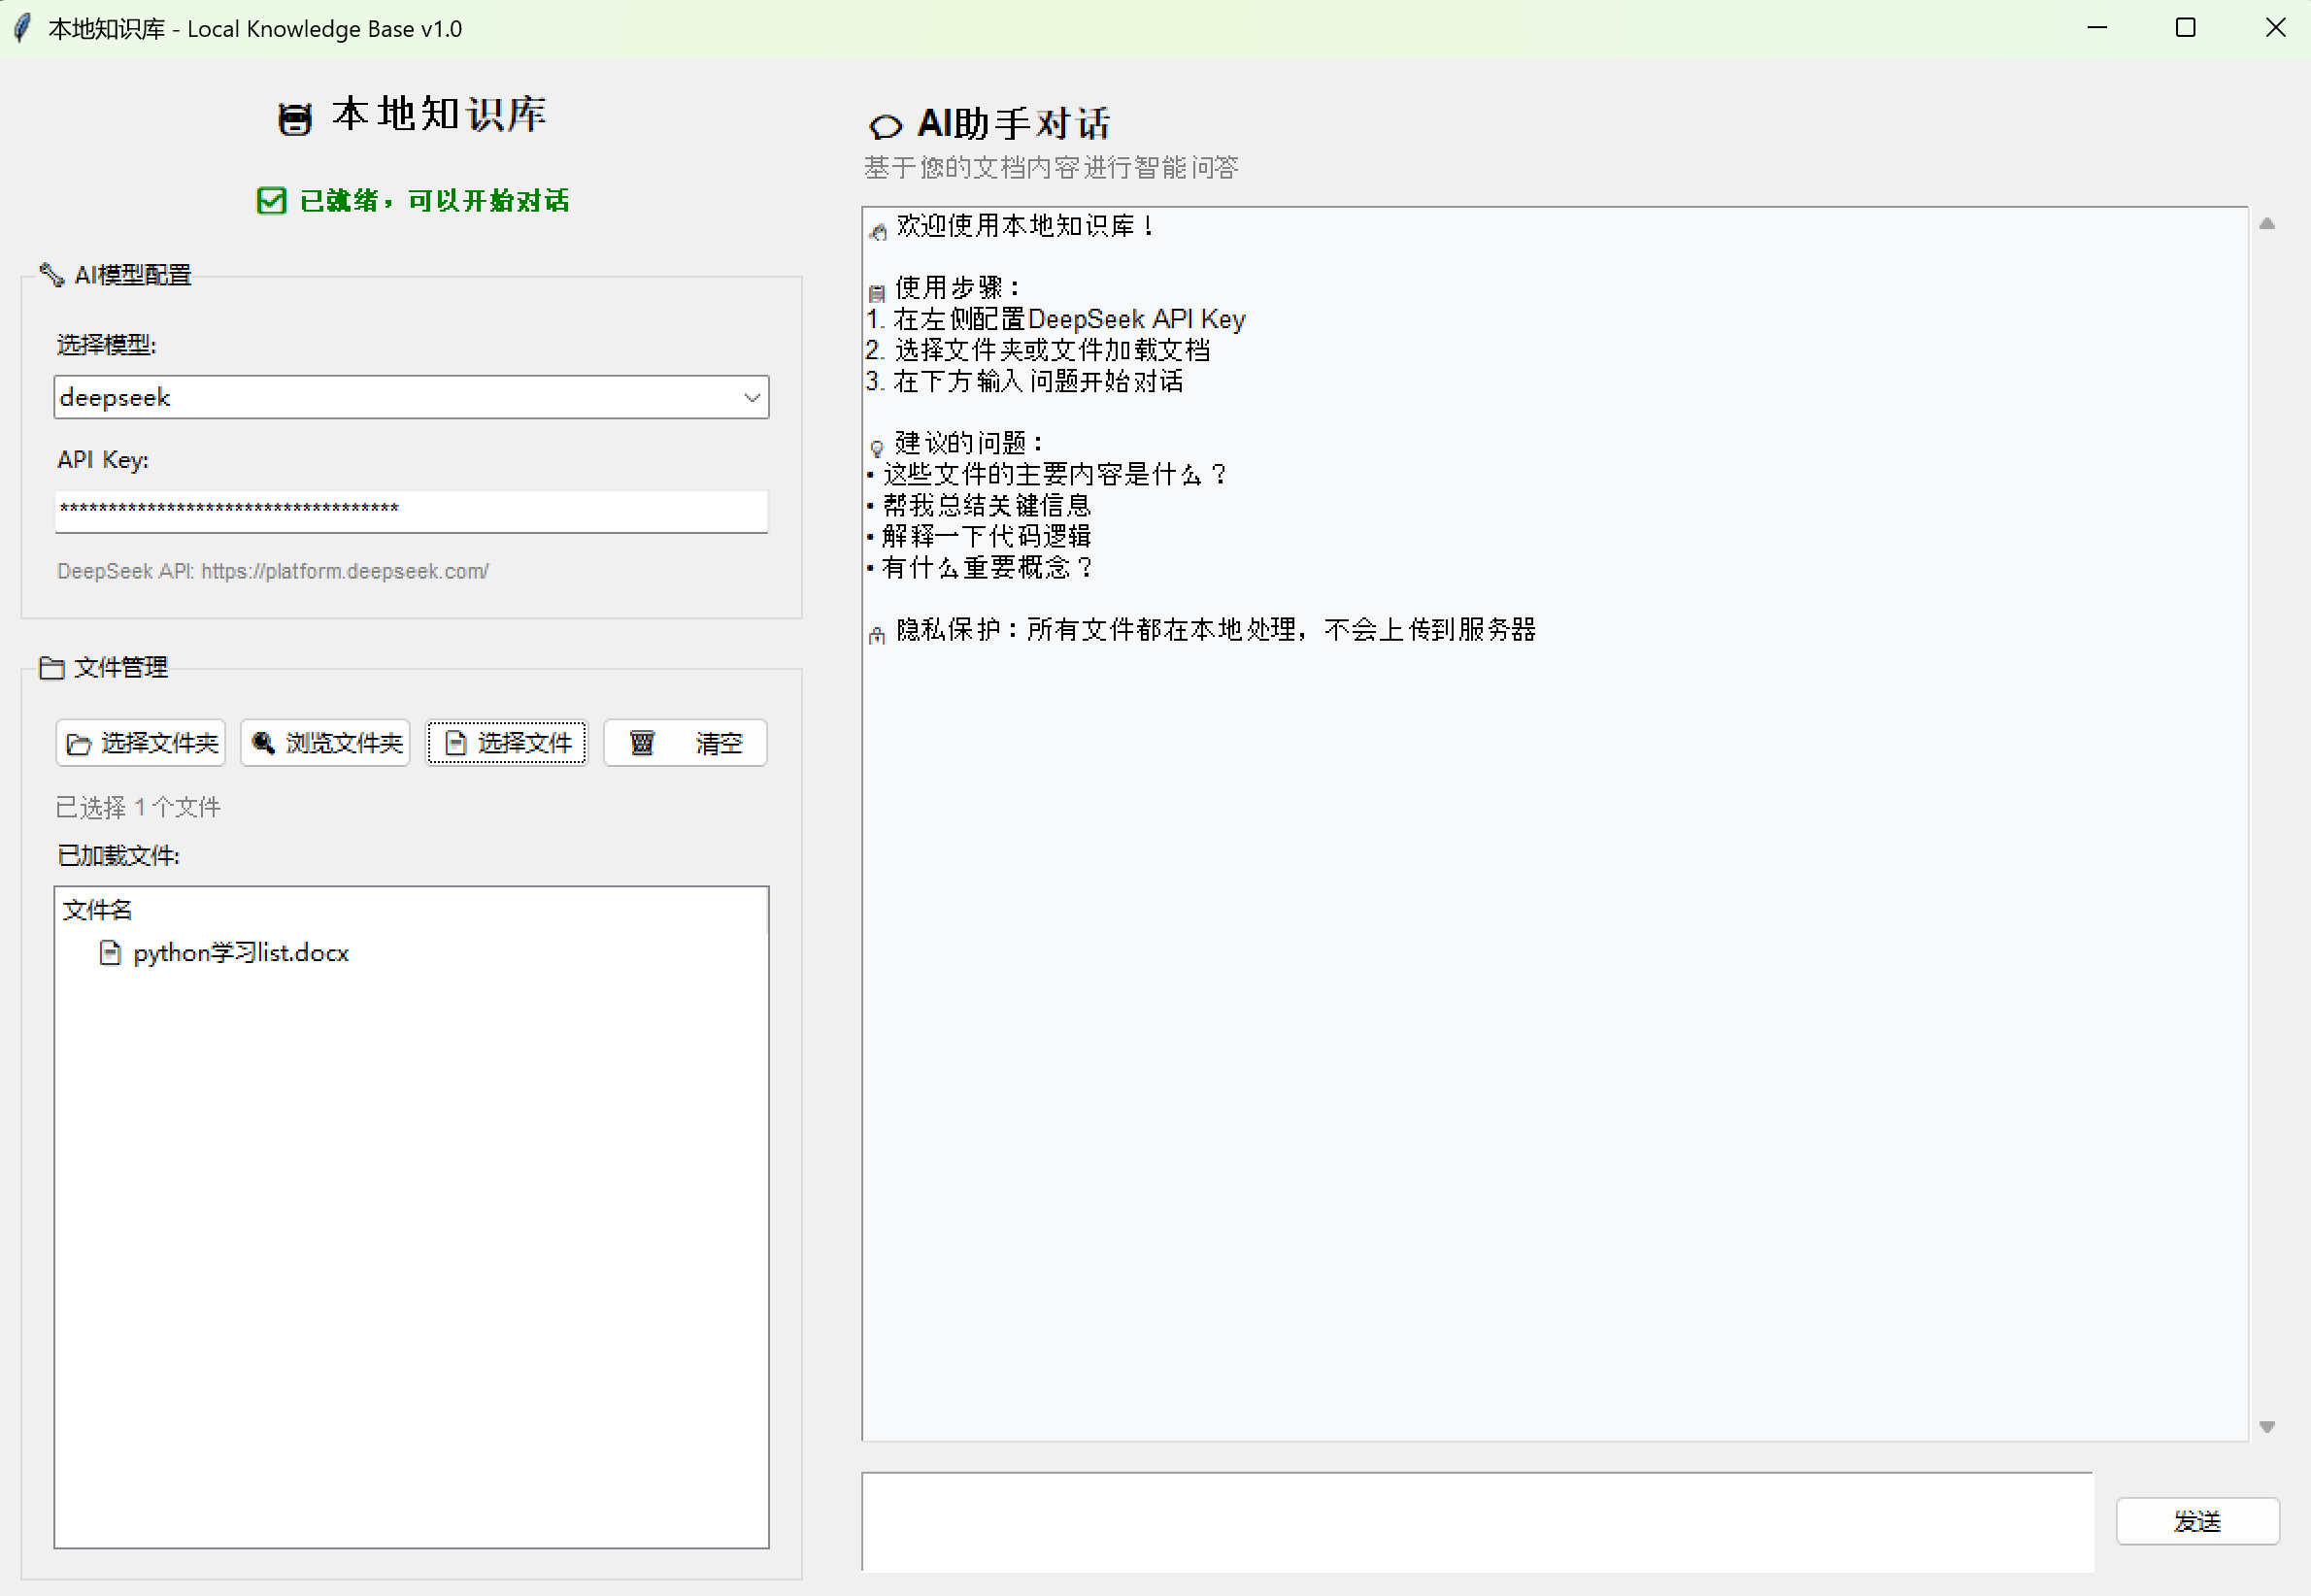 本地知识库 - Local Knowledge Base v1.0
本地知识库
已就绪，可以开始对话
AI模型配置
选择模型:
deepseek
API Key:
***********************************
DeepSeek API: https://platform.deepseek.com/
文件管理
选择文件夹 浏览文件夹 选择文件 清空
已选择 1 个文件
已加载文件:
文件名
python学习list.docx
AI助手对话
基于您的文档内容进行智能问答
欢迎使用本地知识库！
使用步骤：
1. 在左侧配置DeepSeek API Key
2. 选择文件夹或文件加载文档
3. 在下方输入问题开始对话
建议的问题：
• 这些文件的主要内容是什么？
• 帮我总结关键信息
• 解释一下代码逻辑
• 有什么重要概念？
隐私保护：所有文件都在本地处理，不会上传到服务器
发送